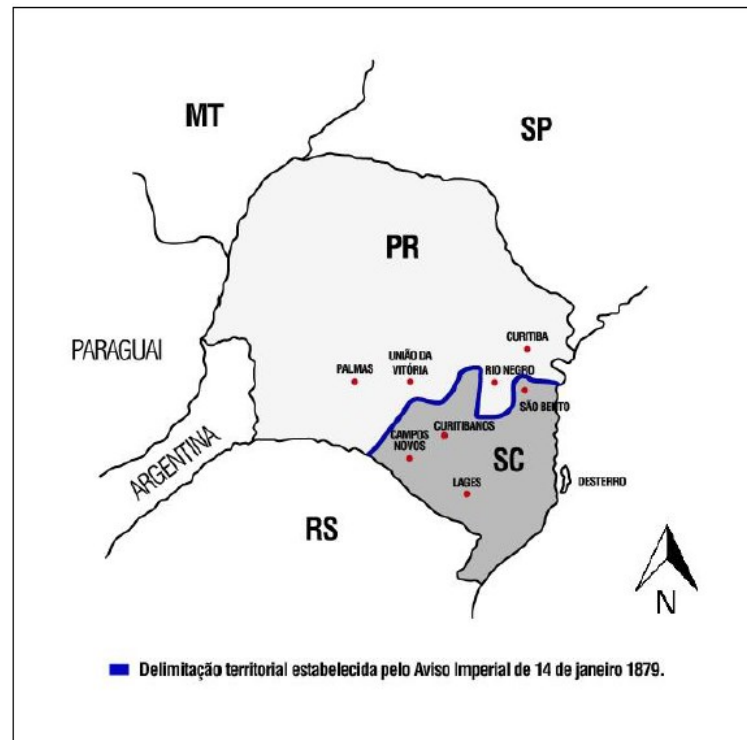 MT
SP
PR
CURITIBA
PARAGUAI
UNIÃO DA
VITÓRIA
PALMAS
RIO NEGRO
SÃO BENTO
CURITIBANOS
CAMPOS
NOVOS
SC
ARGENTINA
LAGES
DESTERRO
RS
N
Delimitação territorial estabelecida pelo Aviso Imperial de 14 de janeiro 1879.